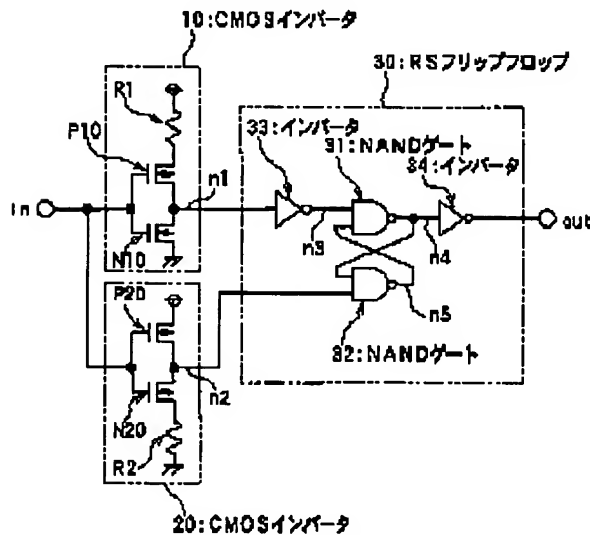 10:CMOSインバータ
30:RSフリップフロップ
R1
33:インバータ
31:NANDゲート
34:インバータ
P10
n1
in
n3
n4
out
N10
P20
n5
32:NANDゲート
n2
N20
R2
20:CMOSインバータ